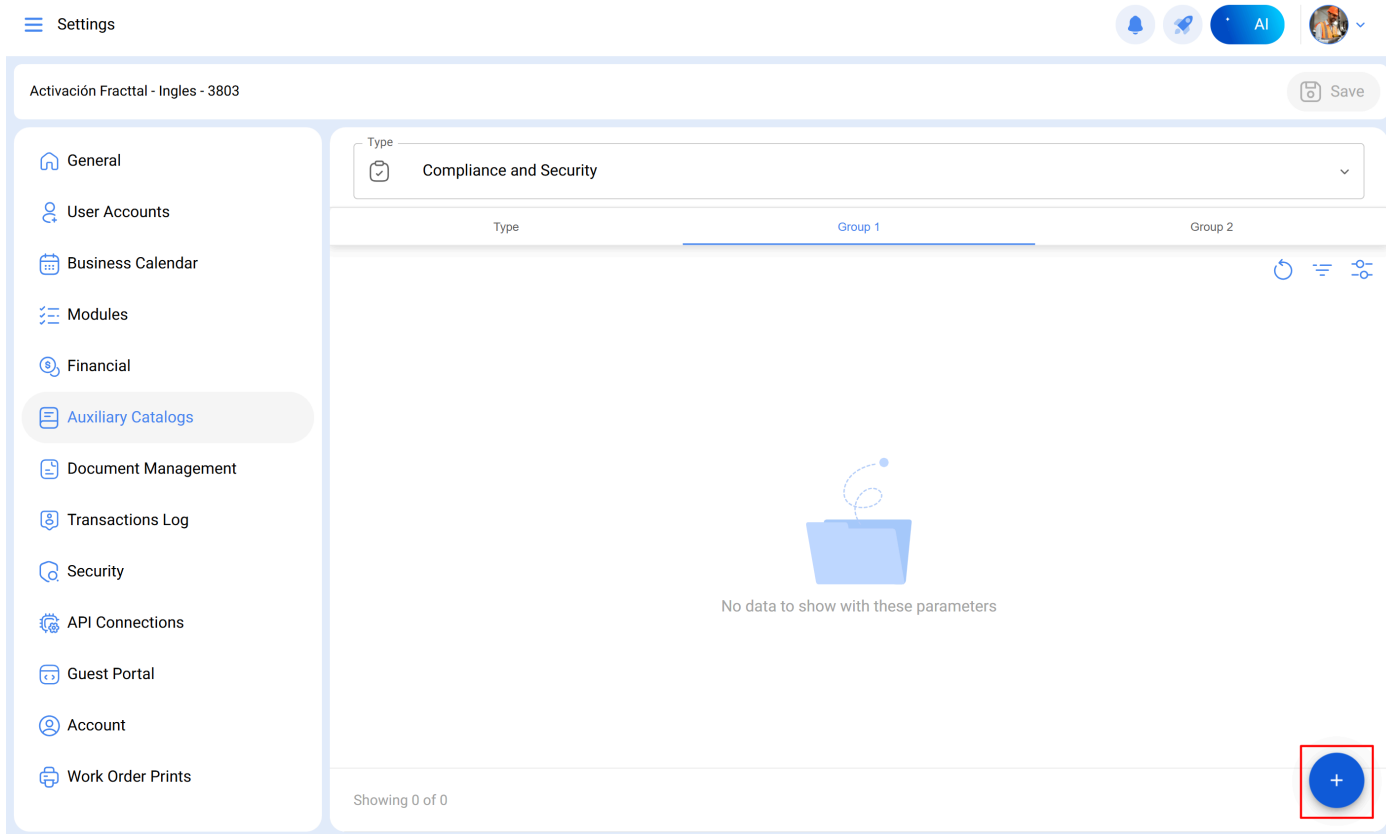 Settings
AI
Activación Fracttal - Ingles - 3803
Save
General
User Accounts
Business Calendar
Modules
Financial
Auxiliary Catalogs
Document Management
Transactions Log
Security
API Connections
Guest Portal
Account
Work Order Prints
Type
Compliance and Security
Type
Group 1
Group 2
No data to show with these parameters
Showing 0 of 0